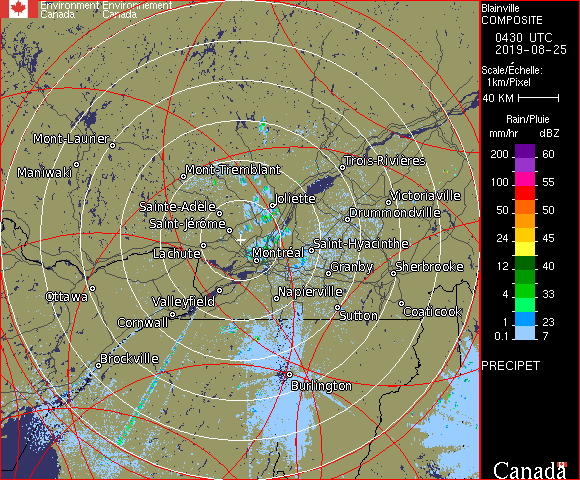 Environment Environnement
Canada Canada
Blainville
COMPOSITE
0430 UTC
2019-08-25
Scale/Échelle:
1km/Pixel
40 KM
Rain/Pluie
mm/hr dBZ
200 60
100 55
50 50
24 45
12 40
4 33
1 23
0.1 7
PRECIPET
Canada
Mont-Laurier
Maniwaki
Mont-Tremblant
Trois-Rivières
Sainte-Adele
Joliette
Victoriaville
Saint-Jérôme
Drummondville
Lachute
Montréal
Saint-Hyacinthe
Granby
Sherbrooke
Ottawa
Valleyfield
Napierville
Cornwall
Sutton
Coaticook
Brockville
Burlington